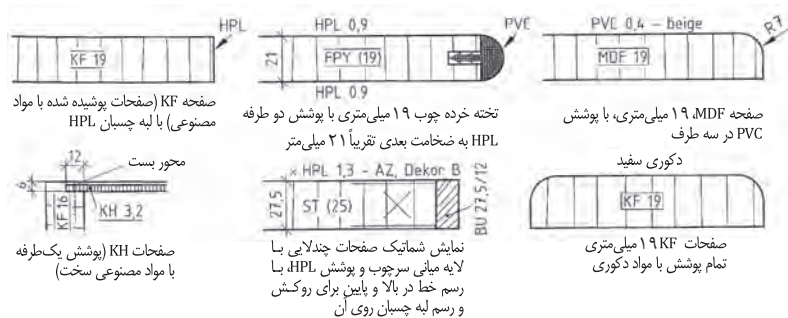 HPL
KF 19
صفحه KF (صفحات پوشیده شده با مواد
مصنوعی) با لبه چسبان HPL
HPL 0,9
PVC
21
FPY (19)
HPL 0.9
تخته خرده چوب ۱۹ میلی‌متری با پوشش دو طرفه
HPL به ضخامت بعدی تقریباً ۲۱ میلی‌متر
PVC 0,4 – beige
R7
MDF 19
صفحه MDF، ۱۹ میلی‌متری، با پوشش
PVC در سه طرف
12
محور بست
6
KF 16
KH 3,2
صفحات KH (پوشش یک‌طرفه
با مواد مصنوعی سخت)
× HPL 1,3 – AZ, Dekor B
27,5
ST (25)
BU 27,5/12
نمایش شماتیک صفحات چندلایی با
لایه میانی سرچوب و پوشش HPL، با
رسم خط در بالا و پایین برای روکش
و رسم لبه چسبان روی آن
دکوری سفید
KF 19
صفحات KF ۱۹ میلی‌متری
تمام پوشش با مواد دکوری